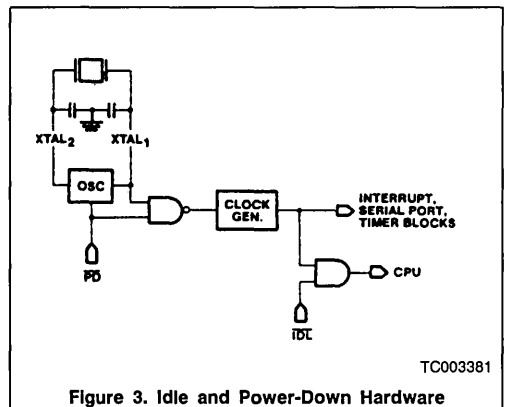 XTAL2 XTAL1
OSC
CLOCK
GEN.
INTERRUPT,
SERIAL PORT,
TIMER BLOCKS
PD
CPU
IDL
TC003381
Figure 3. Idle and Power-Down Hardware